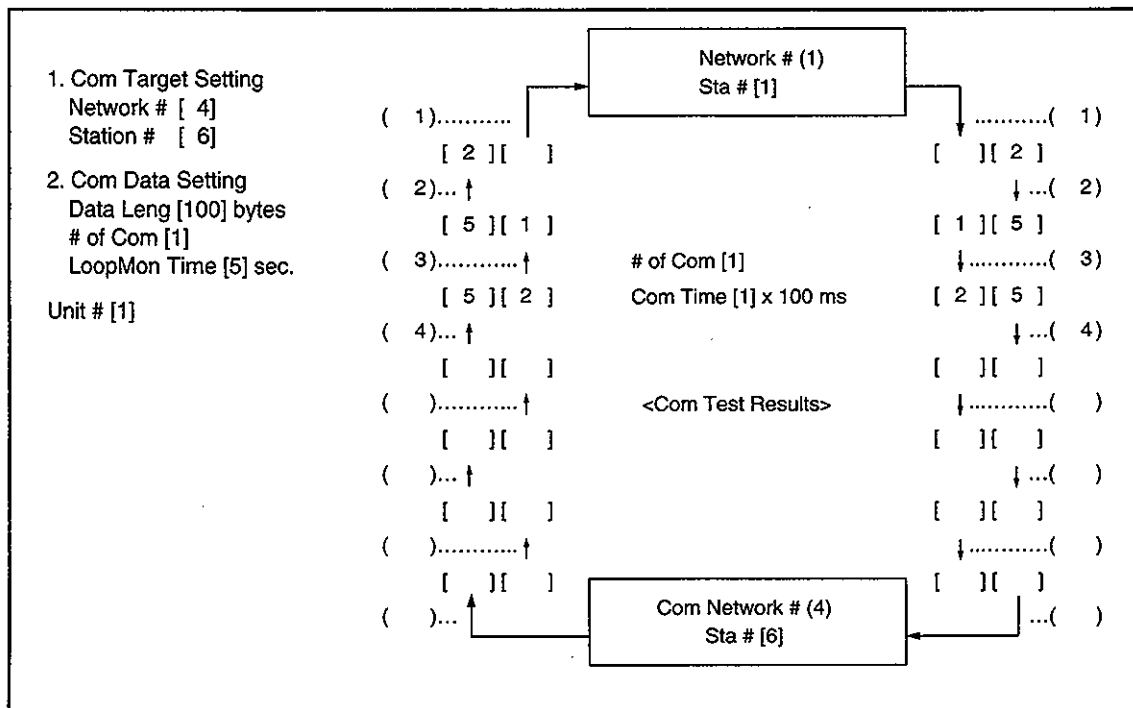 1. Com Target Setting
Network # [ 4]
Station # [ 6]
2. Com Data Setting
Data Leng [100] bytes
# of Com [1]
LoopMon Time [5] sec.
Unit # [1]
Network # (1)
Sta # [1]
( 1)...........
[ 2 ][ ]
( 2)...
[ 5 ][ 1 ]
( 3)............
[ 5 ][ 2 ]
( 4)...
[ ][ ]
( )............
[ ][ ]
( )...
[ ][ ]
( )............
[ ][ ]
( )...
# of Com [1]
Com Time [1] x 100 ms
<Com Test Results>
...........( 1)
[ ][ 2 ]
...( 2)
[ 1 ][ 5 ]
............( 3)
[ 2 ][ 5 ]
...( 4)
[ ][ ]
............( )
[ ][ ]
...( )
[ ][ ]
............( )
[ ][ ]
...( )
Com Network # (4)
Sta # [6]